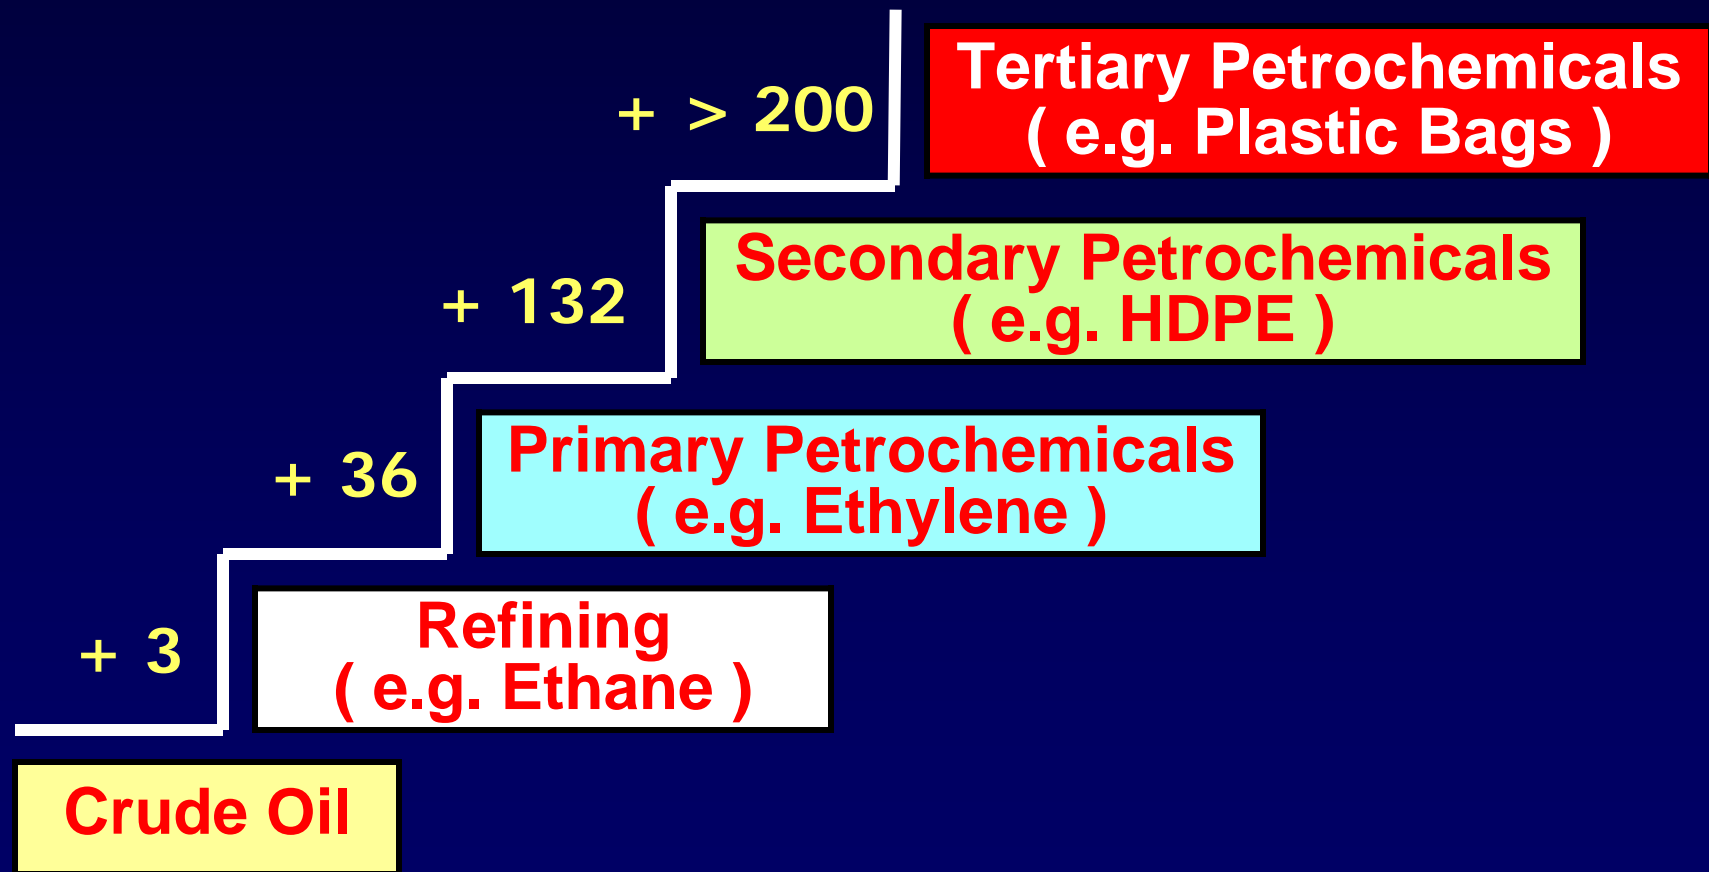 + > 200
Tertiary Petrochemicals
( e.g. Plastic Bags )
+ 132
Secondary Petrochemicals
( e.g. HDPE )
+ 36
Primary Petrochemicals
( e.g. Ethylene )
+ 3
Refining
( e.g. Ethane )
Crude Oil